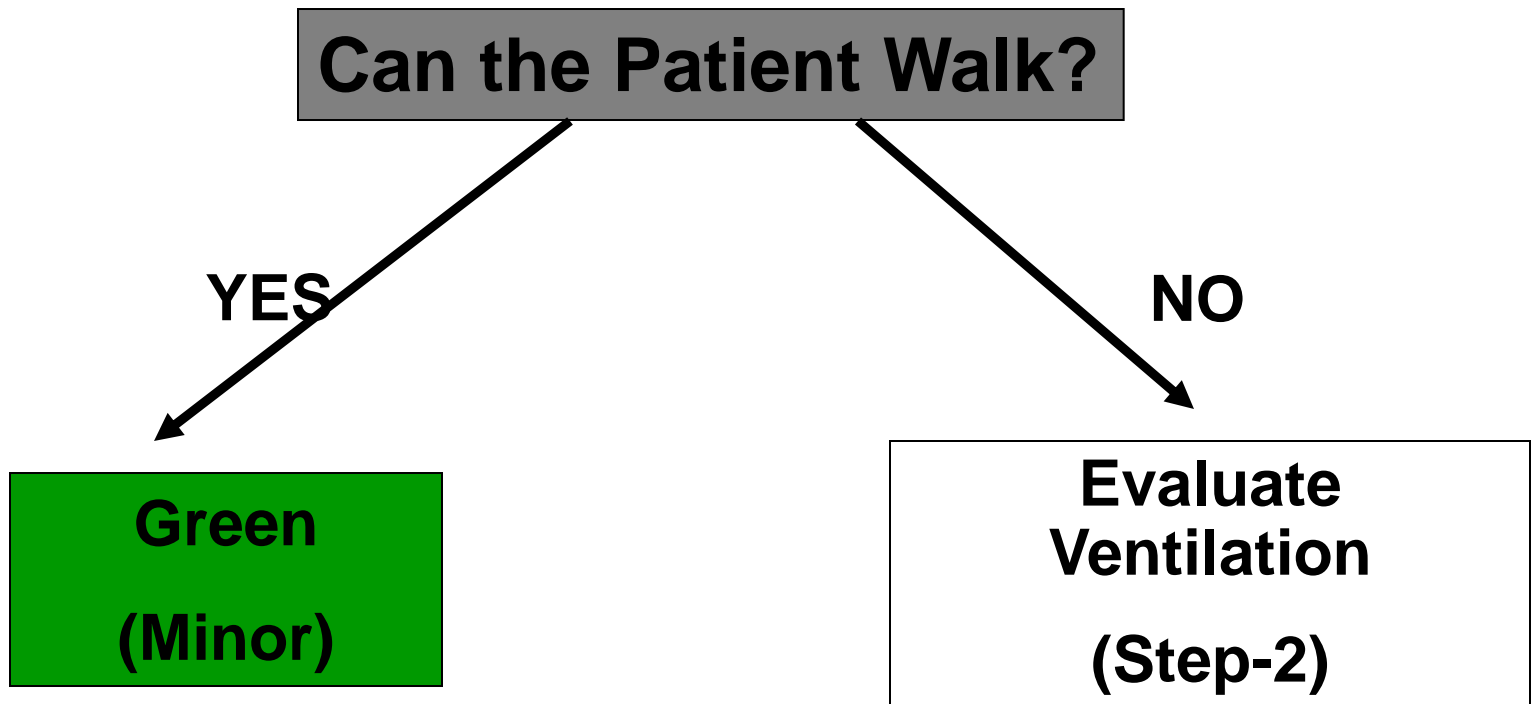 Can the Patient Walk?
YES
NO
Green
(Minor)
Evaluate
Ventilation
(Step-2)